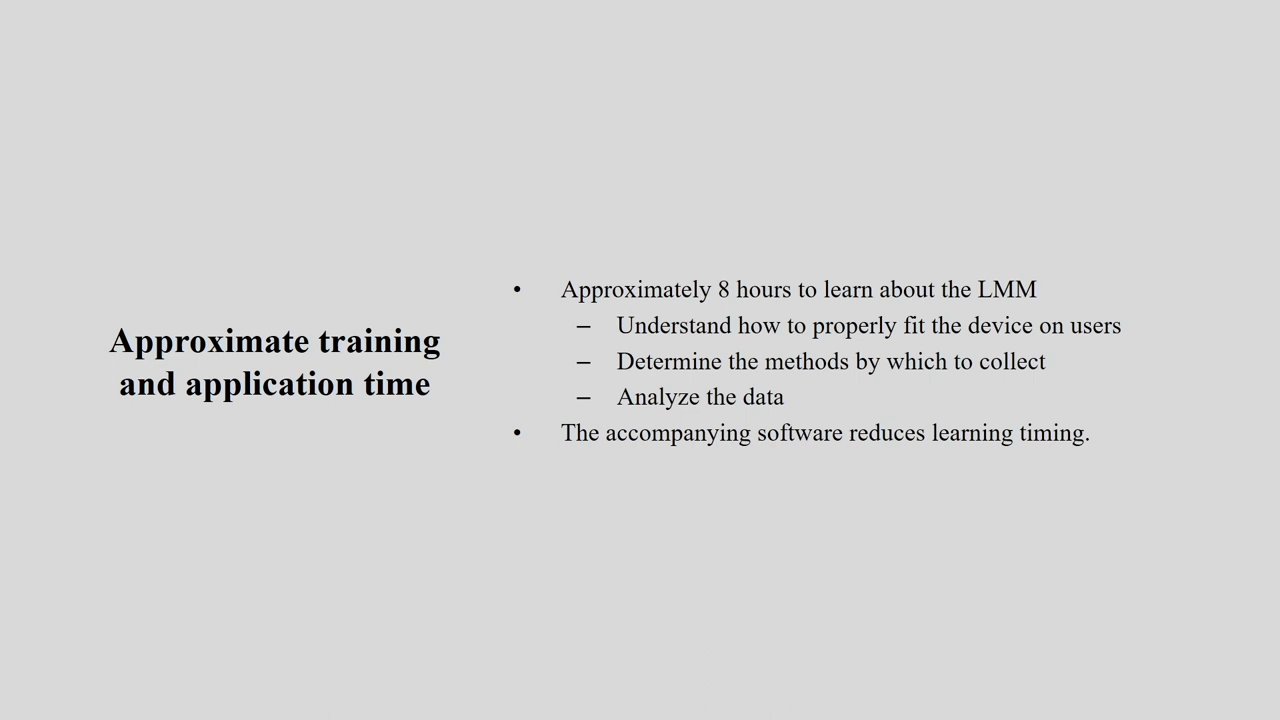 Approximate training
and application time
• Approximately 8 hours to learn about the LMM
– Understand how to properly fit the device on users
– Determine the methods by which to collect
– Analyze the data
• The accompanying software reduces learning timing.